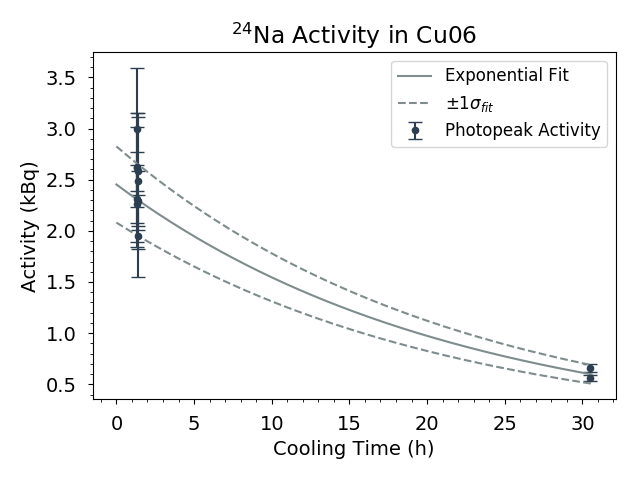 ²⁴Na Activity in Cu06
Exponential Fit
±1σ_fit
Photopeak Activity
Activity (kBq)
3.5
3.0
2.5
2.0
1.5
1.0
0.5
0 5 10 15 20 25 30
Cooling Time (h)